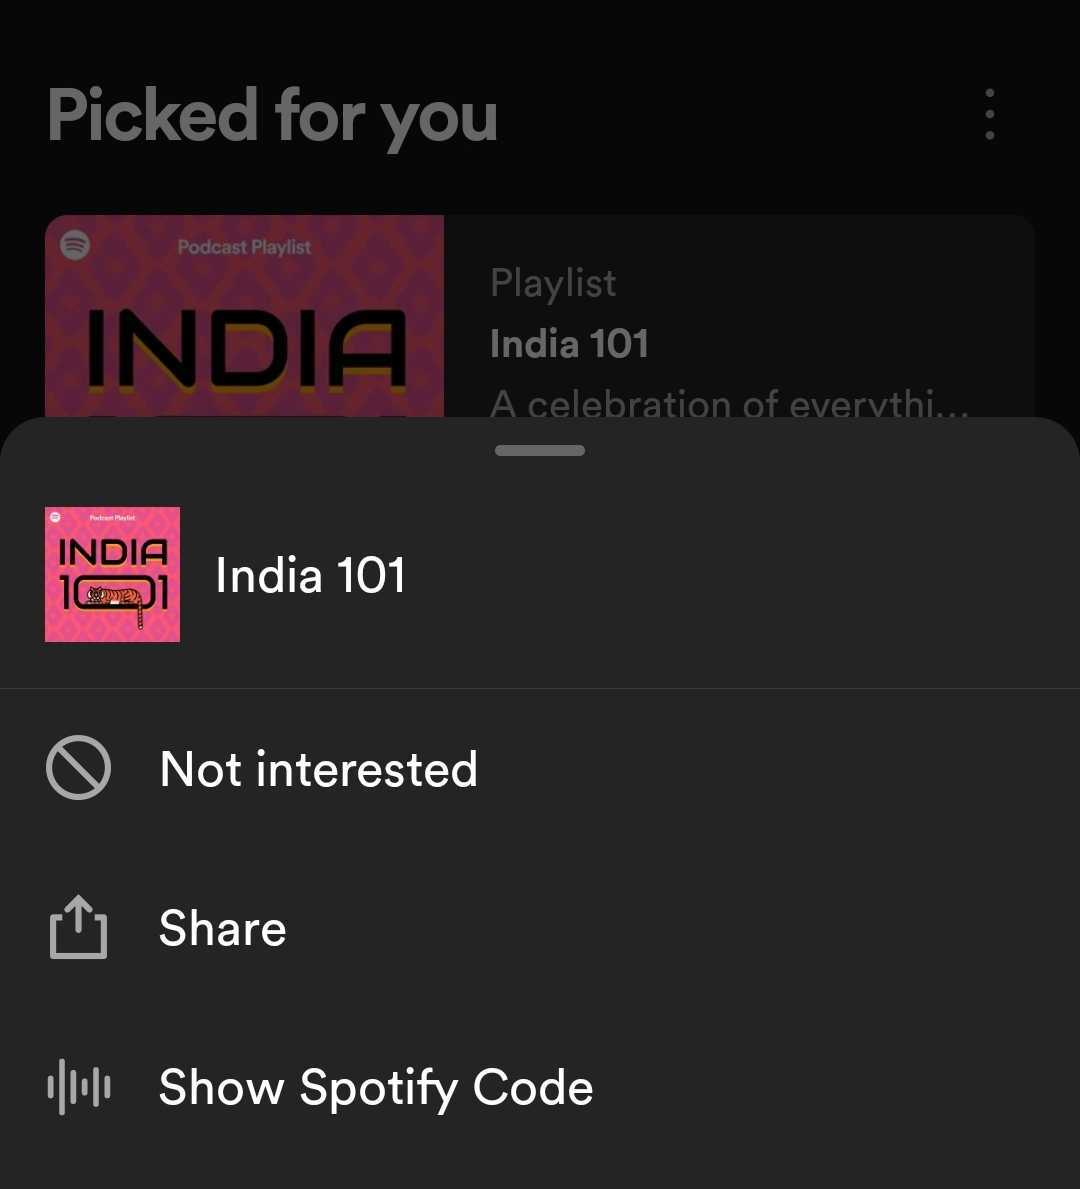 Picked for you
Podcast Playlist
INDIA
Playlist
India 101
A celebration of everythi...
Podcast Playlist
INDIA
101
India 101
Not interested
Share
Show Spotify Code